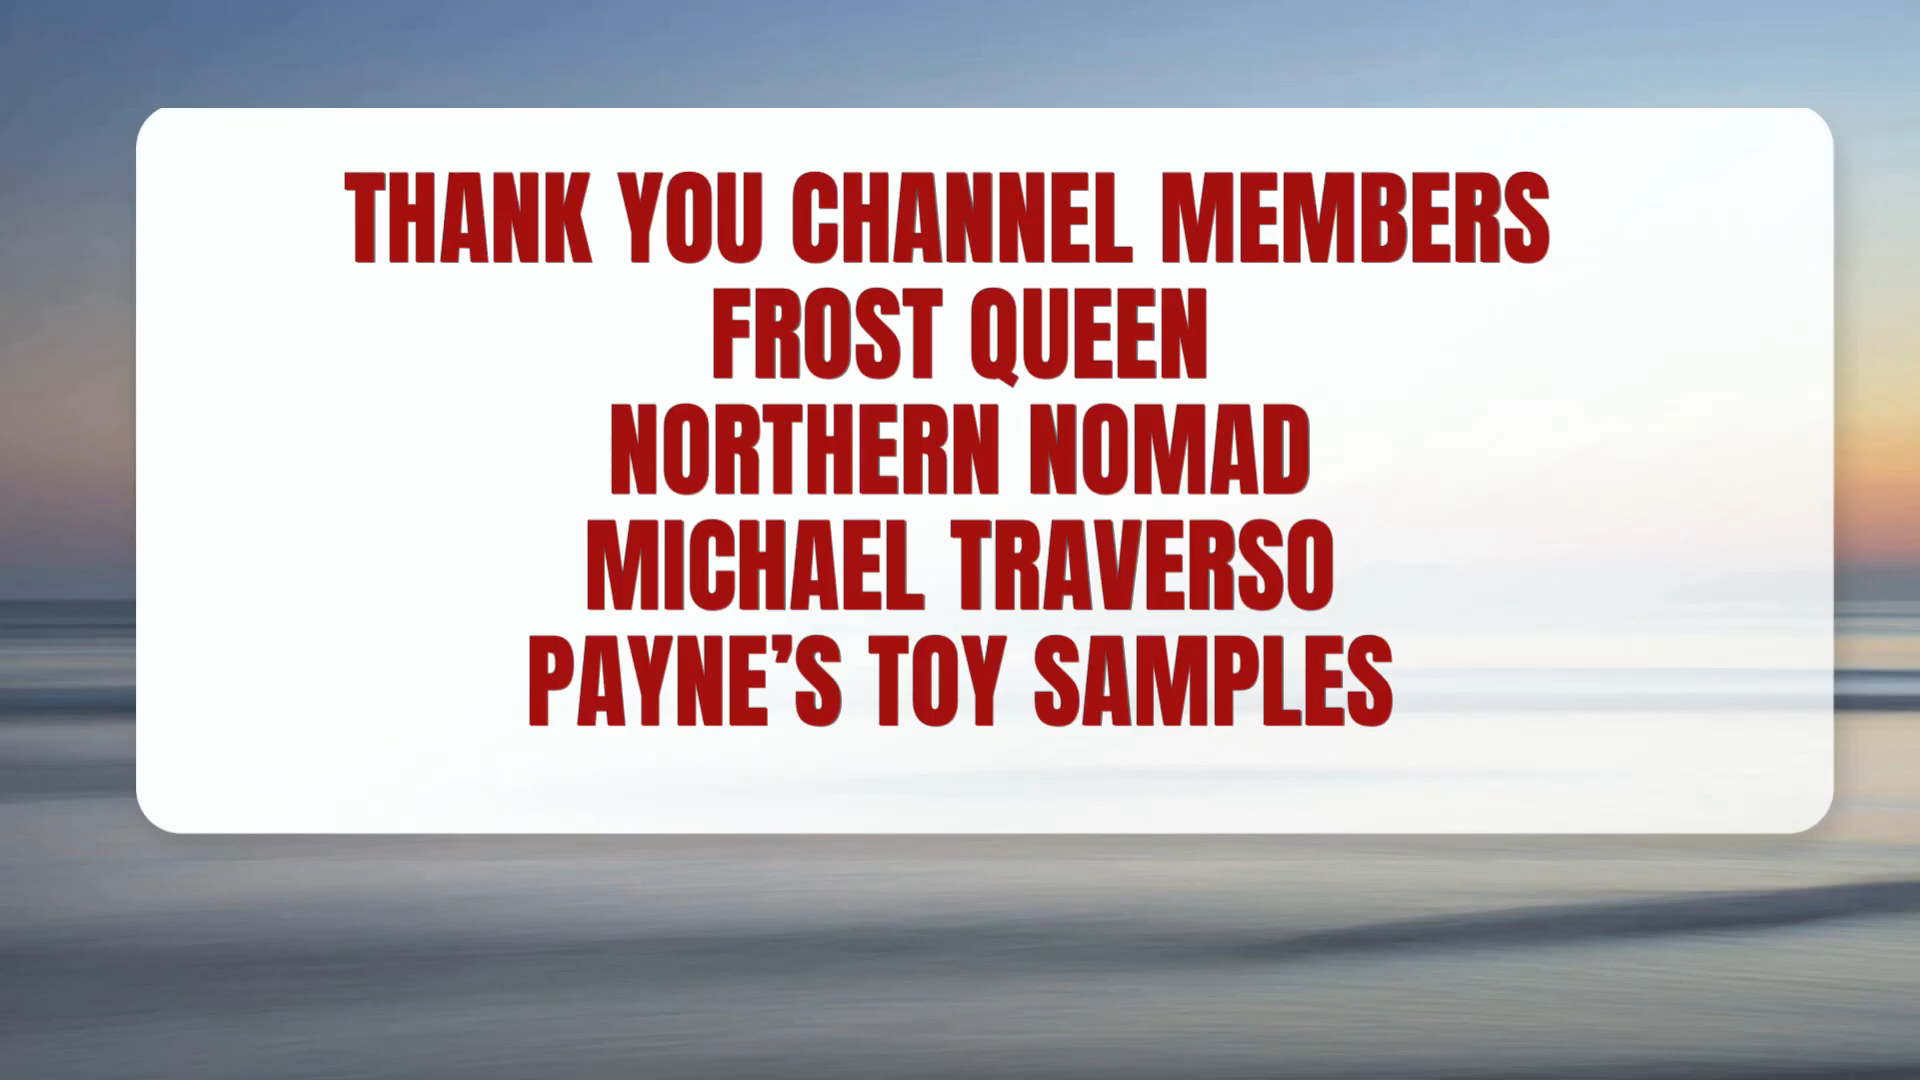 THANK YOU CHANNEL MEMBERS
FROST QUEEN
NORTHERN NOMAD
MICHAEL TRAVERSO
PAYNE’S TOY SAMPLES